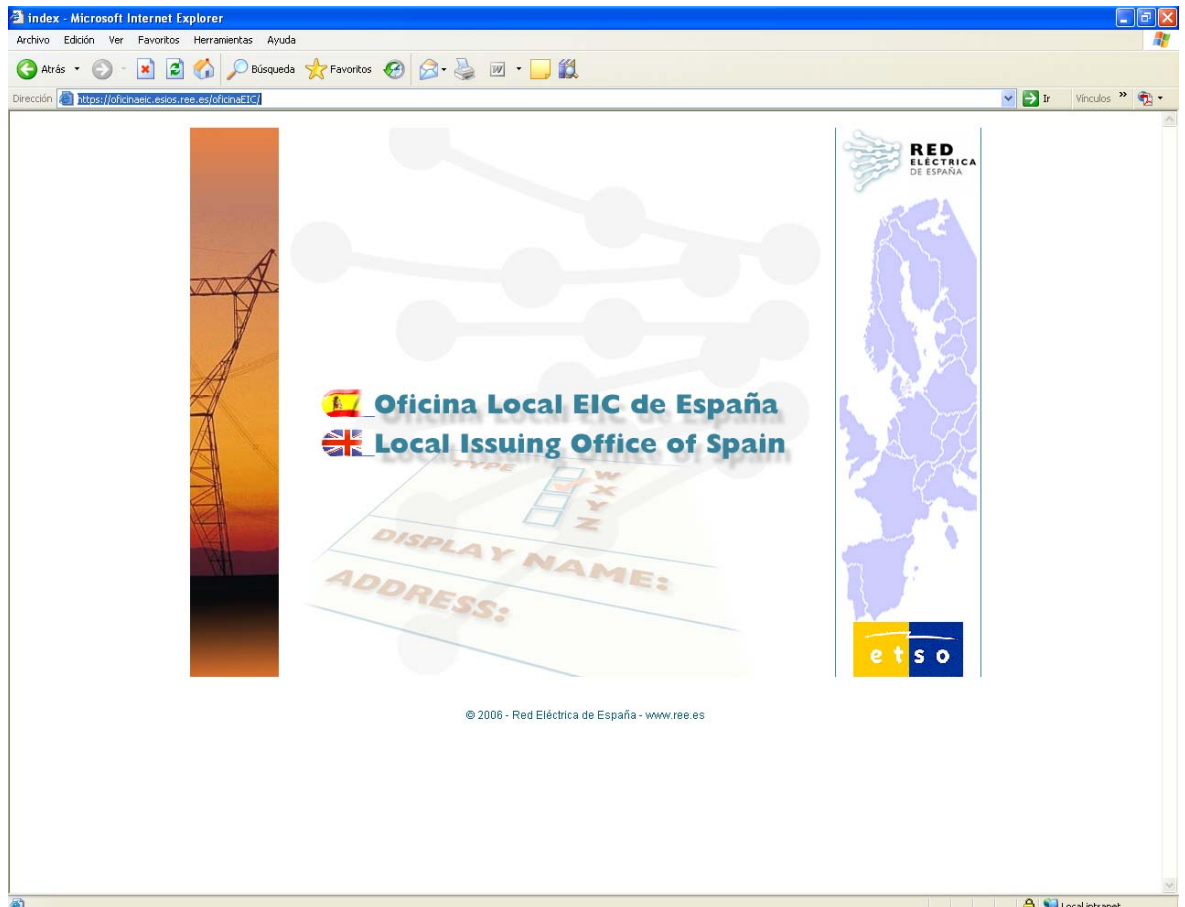 index - Microsoft Internet Explorer
Archivo Edición Ver Favoritos Herramientas Ayuda
Atrás Búsqueda Favoritos
Dirección https://oficinaeic.esios.ree.es/oficinaEIC/ Ir Vínculos »
RED
ELÉCTRICA
DE ESPAÑA
Oficina Local EIC de España
Local Issuing Office of Spain
TYPE W
X
Y
Z
DISPLAY NAME:
ADDRESS:
etso
© 2006 - Red Eléctrica de España - www.ree.es
Local intranet